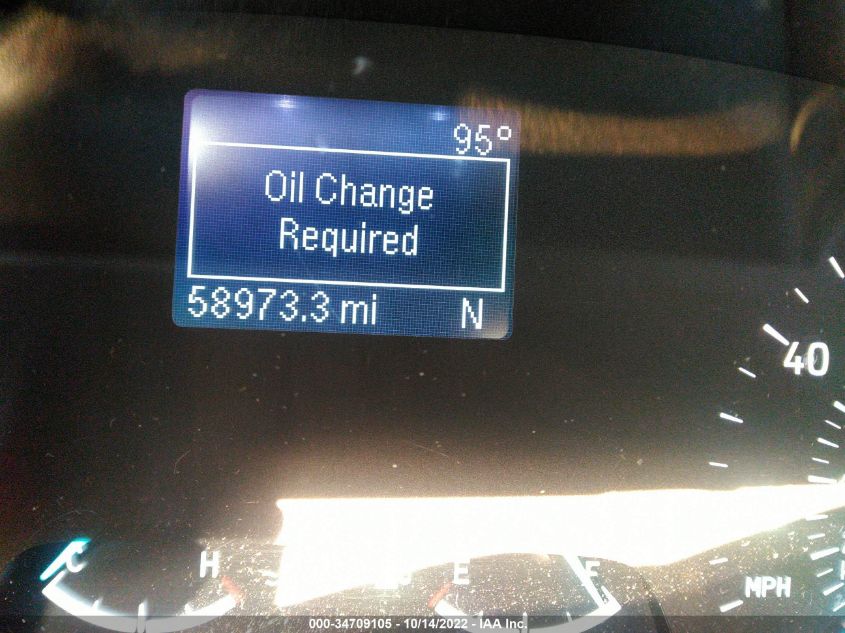 95°
Oil Change
Required
58973.3 mi N
40
C H E F
MPH
000-34709105 - 10/14/2022 - IAA Inc.